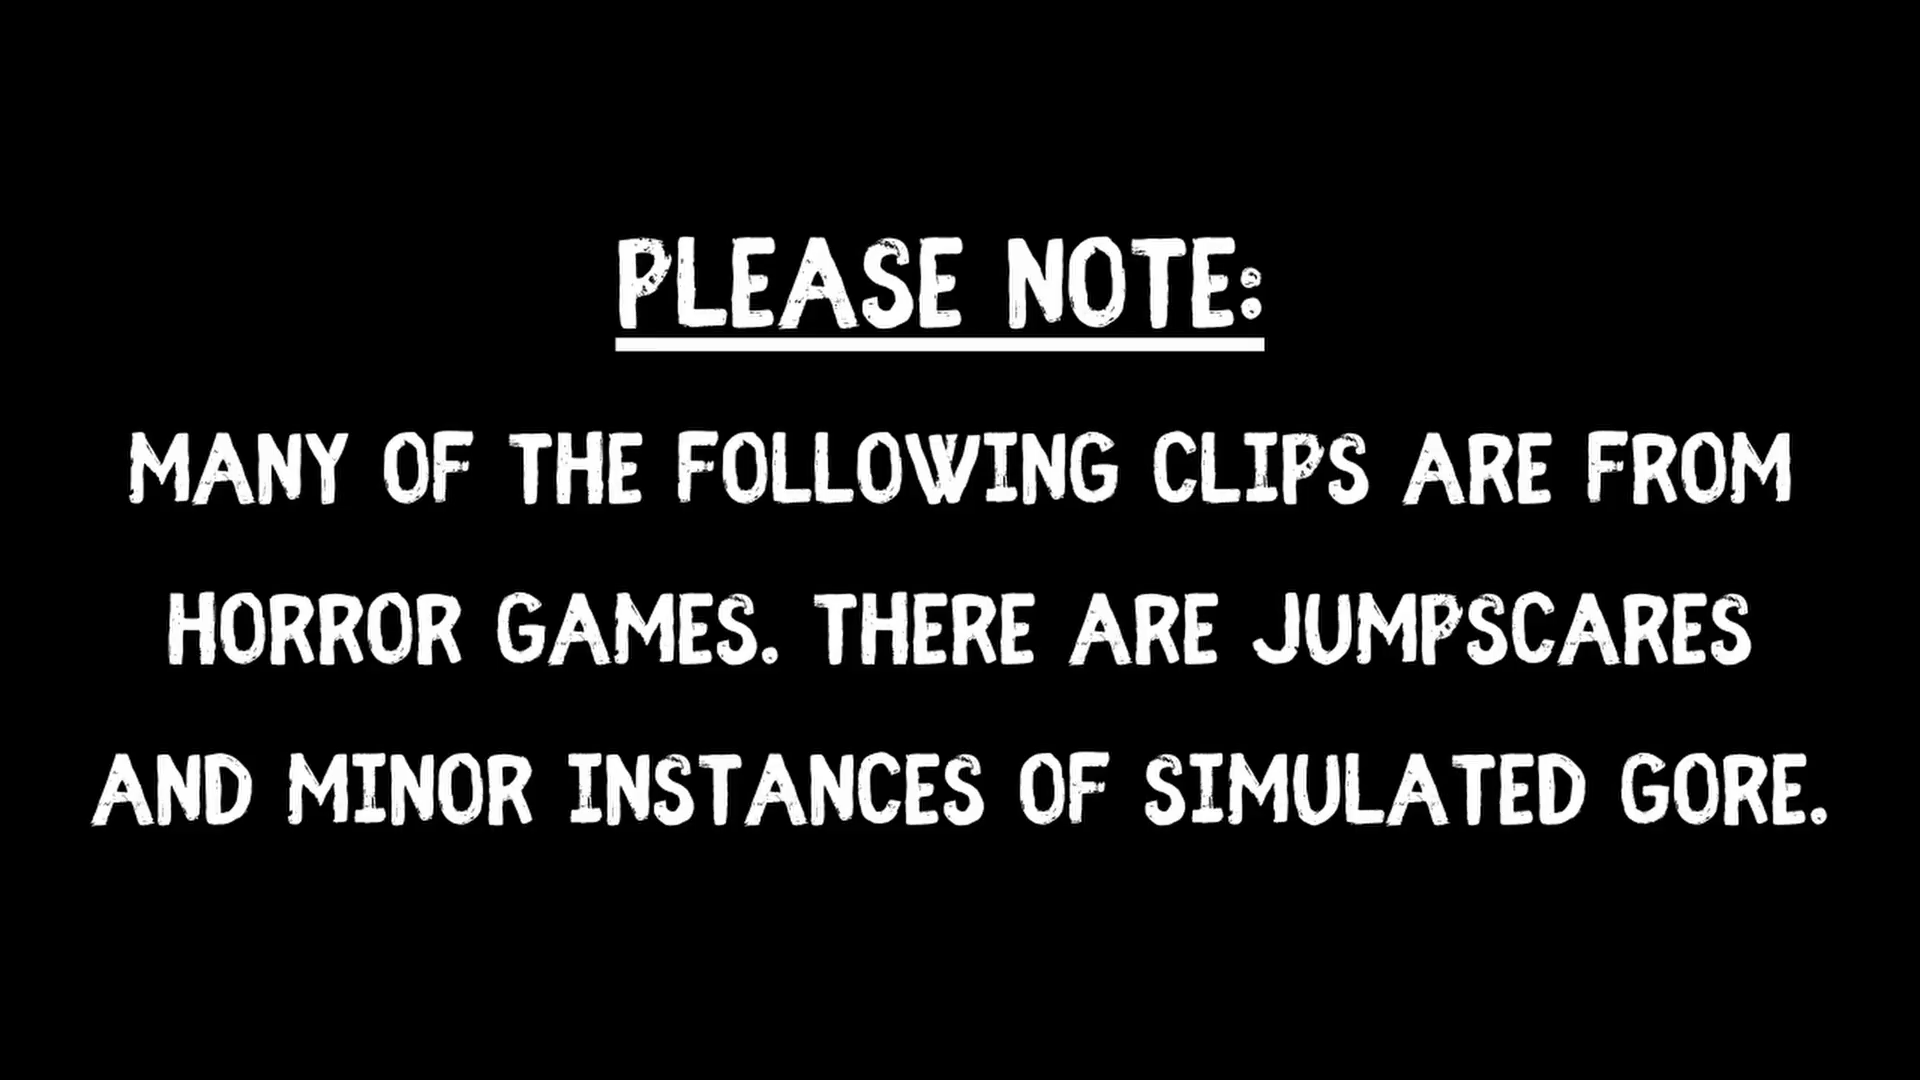 PLEASE NOTE:
MANY OF THE FOLLOWING CLIPS ARE FROM
HORROR GAMES. THERE ARE JUMPSCARES
AND MINOR INSTANCES OF SIMULATED GORE.